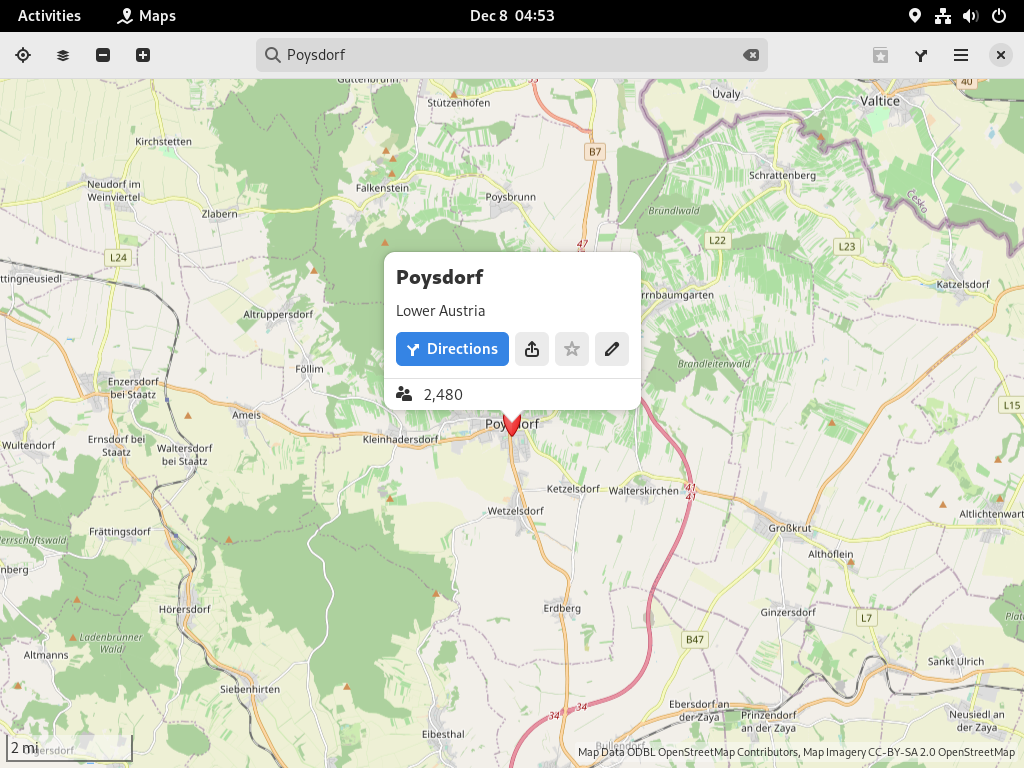 Activities
Maps
Dec 8 04:53
Poysdorf
40
Guttenbrunn
Stützenhofen
Úvaly
Valtice
Kirchstetten
B7
Neudorf im
Weinviertel
Falkenstein
Poysbrunn
Schrattenberg
Zlabern
Brundlwald
Česko
47
L22
L23
L24
ttingneusiedl
Poysdorf
Lower Austria
Directions
2,480
rrnbaumgarten
Katzelsdorf
Altruppersdorf
Föllim
Brandleitenwald
Enzersdorf
bei Staatz
Ameis
L15
Poysdorf
Kleinhadersdorf
Wultendorf
Ernsdorf bei
Staatz
Waltersdorf
bei Staatz
Ketzelsdorf
Walterskirchen
41
41
Wetzelsdorf
Großkrut
Altlichtenwart
Frättingsdorf
errschaftswald
Althöflein
nberg
Hörersdorf
Erdberg
Ginzersdorf
L7
Ladenbrunner
Wald
B47
Altmanns
Sankt Ulrich
Siebenhirten
34
34
Ebersdorf an
der Zaya
Prinzendorf
an der Zaya
Neusiedl an
der Zaya
Eibesthal
2 mi
Bullendorf
Map Data ODBL OpenStreetMap Contributors, Map Imagery CC-BY-SA 2.0 OpenStreetMap